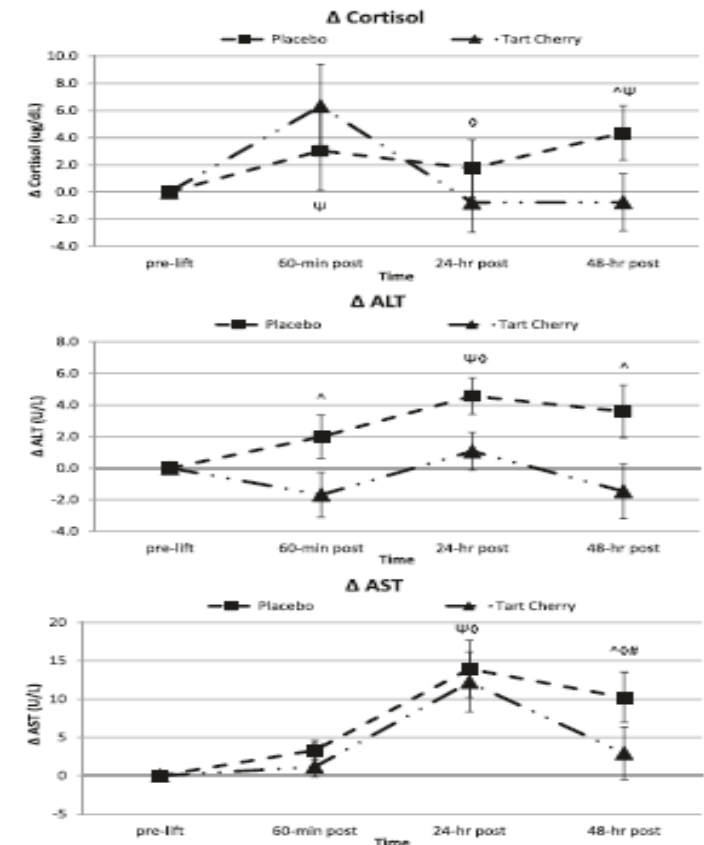 Δ Cortisol
Placebo - Tart Cherry
Δ Cortisol (ug/dL)
10.0
8.0
6.0
4.0
2.0
0.0
-2.0
-4.0
^Ψ
◊
Ψ
pre-lift 60-min post 24-hr post 48-hr post
Time
Δ ALT
Placebo - Tart Cherry
Δ ALT (U/L)
8.0
6.0
4.0
2.0
0.0
-2.0
-4.0
Ψ◊
^
^
pre-lift 60-min post 24-hr post 48-hr post
Time
Δ AST
Placebo - Tart Cherry
Δ AST (U/L)
20
15
10
5
0
-5
Ψ◊
^◊#
pre-lift 60-min post 24-hr post 48-hr post
Time